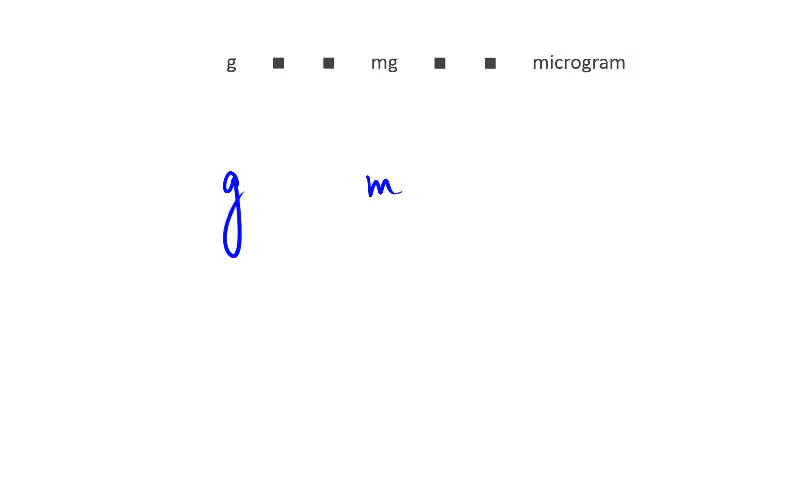 g ■ ■ mg ■ ■ microgram
g m